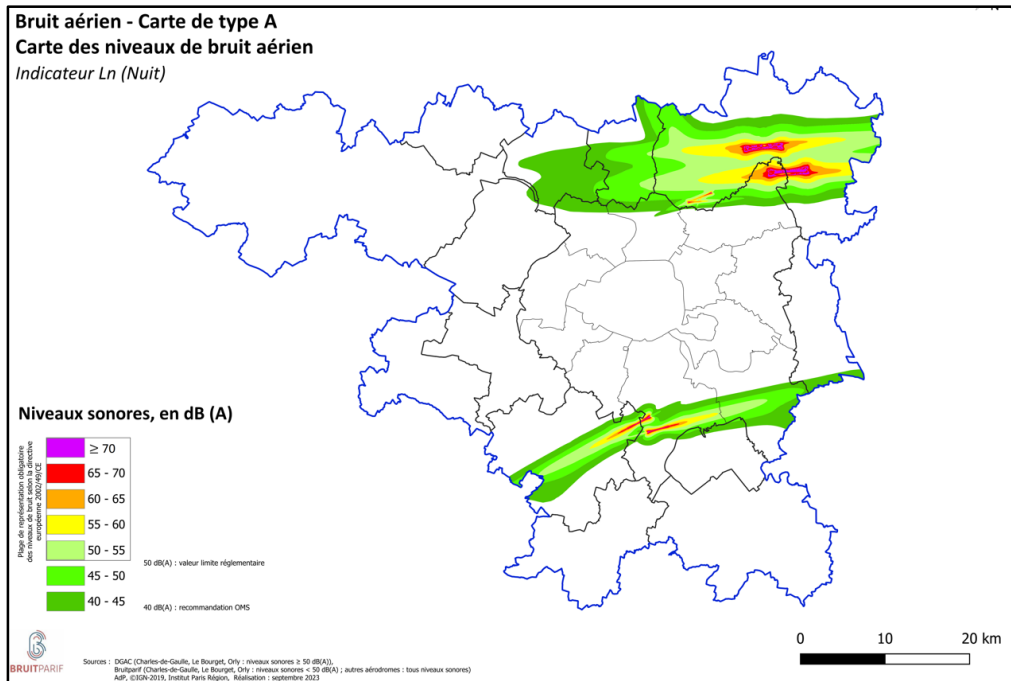 Bruit aérien - Carte de type A
Carte des niveaux de bruit aérien
Indicateur Ln (Nuit)
N
Niveaux sonores, en dB (A)
Plage de représentation obligatoire
des niveaux de bruit selon la directive
européenne 2002/49/CE
≥ 70
65 - 70
60 - 65
55 - 60
50 - 55
50 dB(A) : valeur limite réglementaire
45 - 50
40 - 45
40 dB(A) : recommandation OMS
0 10 20 km
BRUITPARIF
Sources : DGAC (Charles-de-Gaulle, Le Bourget, Orly : niveaux sonores ≥ 50 dB(A)),
Bruitparif (Charles-de-Gaulle, Le Bourget, Orly : niveaux sonores < 50 dB(A) ; autres aérodromes : tous niveaux sonores)
AdP, ©IGN-2019, Institut Paris Région, Réalisation : septembre 2023